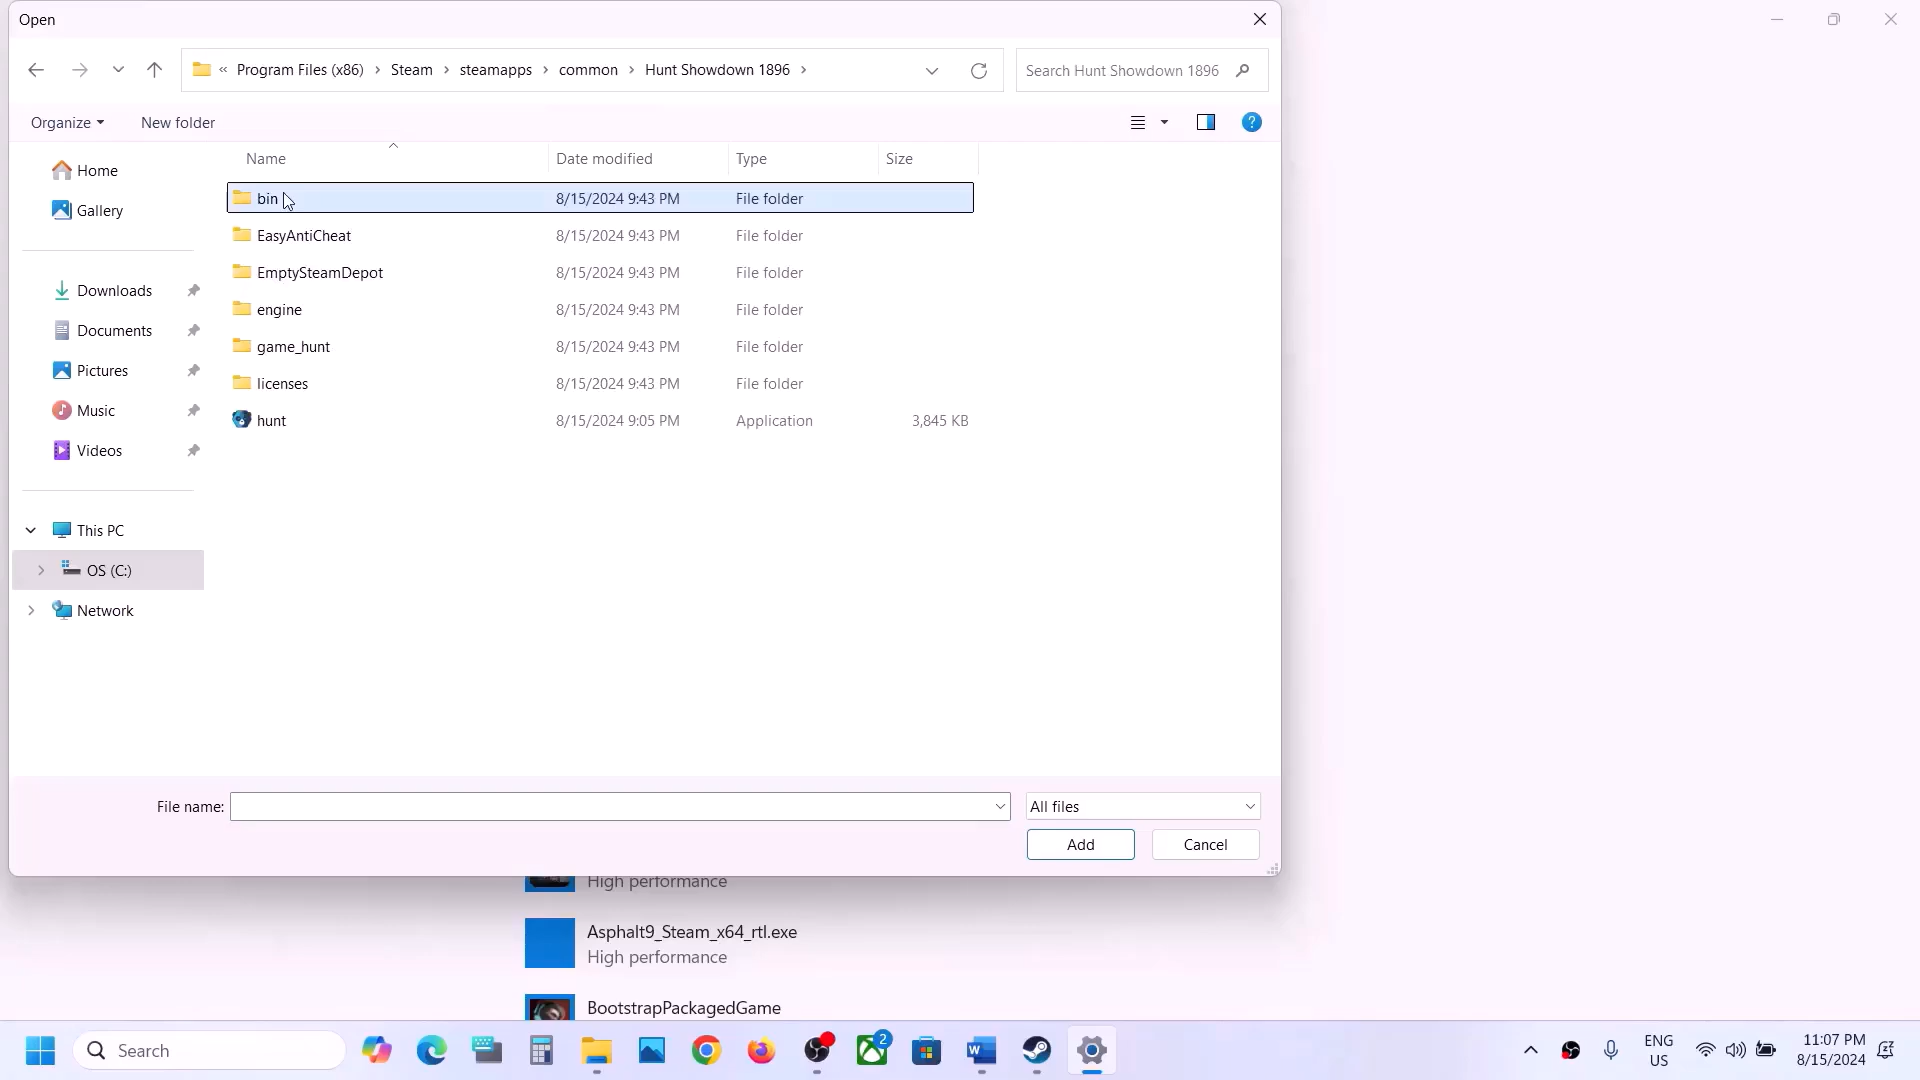 Open
« Program Files (x86) > Steam > steamapps > common > Hunt Showdown 1896 >
Search Hunt Showdown 1896
Organize
New folder
?
Name
Date modified
Type
Size
Home
Gallery
Downloads
Documents
Pictures
Music
Videos
This PC
OS (C:)
Network
bin 8/15/2024 9:43 PM File folder
EasyAntiCheat 8/15/2024 9:43 PM File folder
EmptySteamDepot 8/15/2024 9:43 PM File folder
engine 8/15/2024 9:43 PM File folder
game_hunt 8/15/2024 9:43 PM File folder
licenses 8/15/2024 9:43 PM File folder
hunt 8/15/2024 9:05 PM Application 3,845 KB
File name:
All files
Add
Cancel
High performance
Asphalt9_Steam_x64_rtl.exe
High performance
BootstrapPackagedGame
Search
2
ENG
US
11:07 PM
8/15/2024